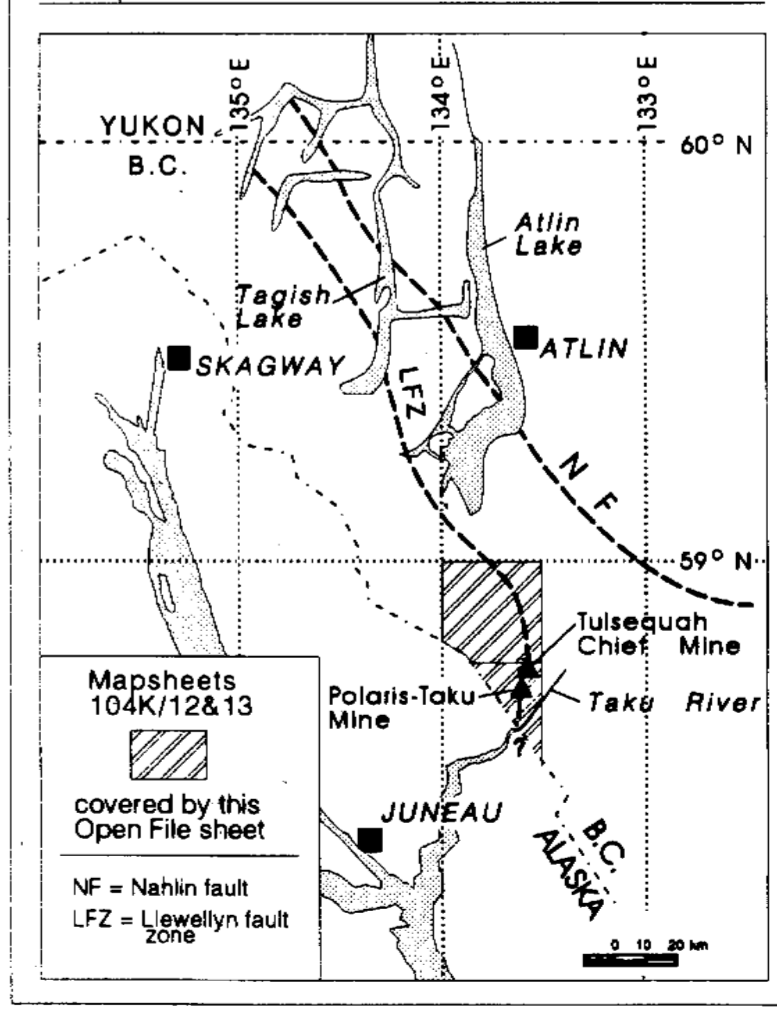 135° E
134° E
133° E
YUKON
B.C.
60° N
Atlin
Lake
Tagish
Lake
SKAGWAY
ATLIN
LFZ
N F
59° N
Tulsequah
Chief Mine
Polaris-Taku
Mine
Taku River
?
Mapsheets
104K/12&13
covered by this
Open File sheet
NF = Nahlin fault
LFZ = Llewellyn fault
zone
JUNEAU
B.C.
ALASKA
0 10 20 km